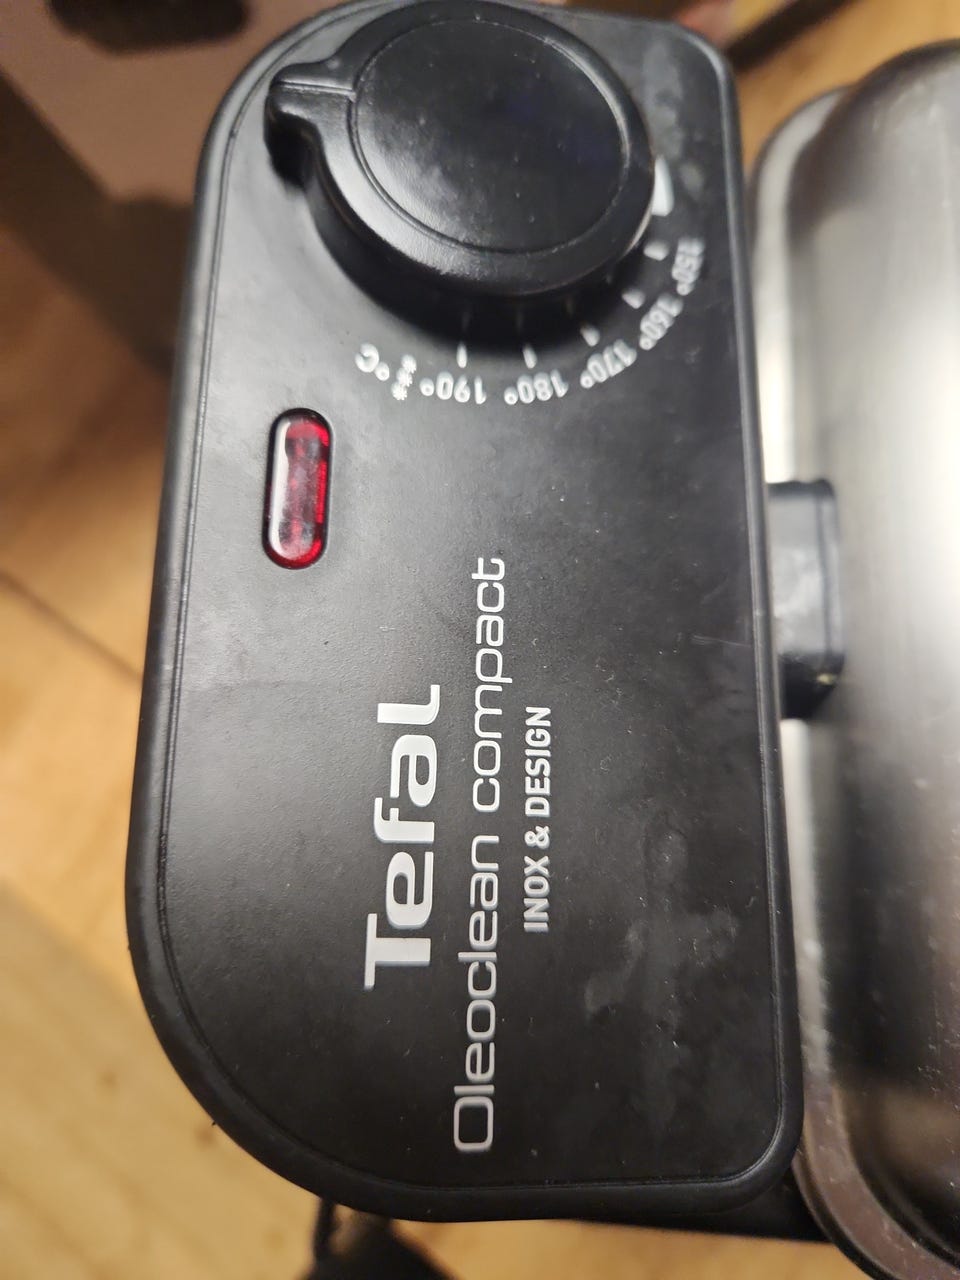 Tefal
Oleoclean compact
INOX & DESIGN
150° 160° 170° 180° 190° °C